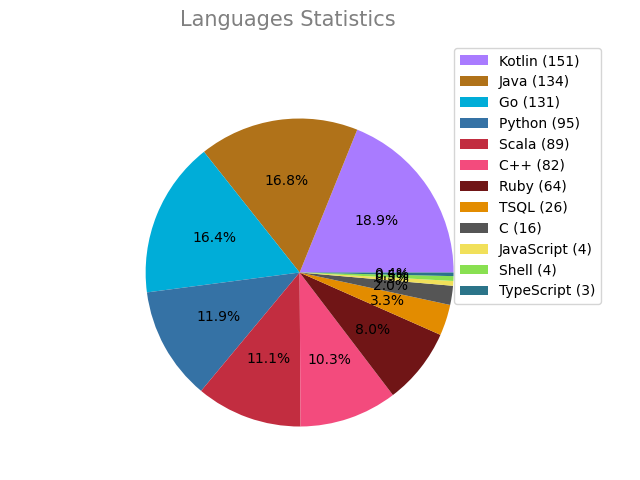 Languages Statistics
Kotlin (151)
Java (134)
Go (131)
Python (95)
Scala (89)
C++ (82)
Ruby (64)
TSQL (26)
C (16)
JavaScript (4)
Shell (4)
TypeScript (3)
16.8%
18.9%
16.4%
0.4%
2.0%
3.3%
11.9%
8.0%
11.1%
10.3%